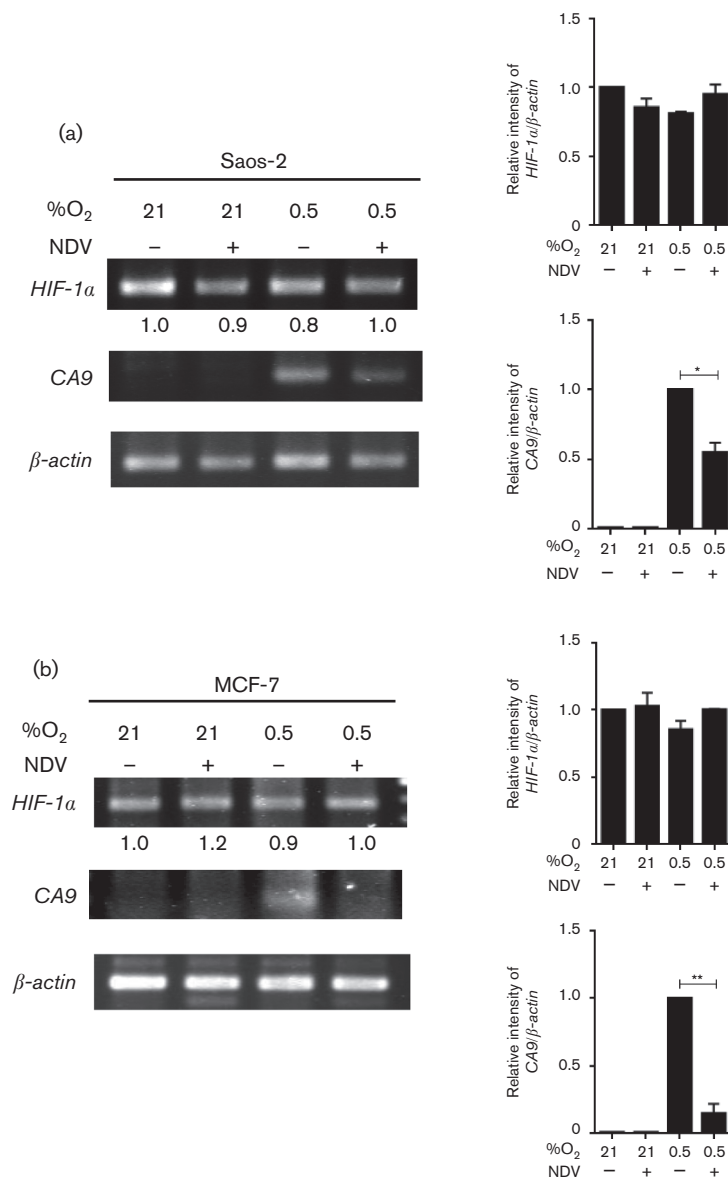 (a)
Saos-2
%O₂ 21 21 0.5 0.5
NDV – + – +
HIF-1α
1.0 0.9 0.8 1.0
CA9
β-actin
Relative intensity of
HIF-1α/β-actin
1.5
1.0
0.5
0
%O₂ 21 21 0.5 0.5
NDV – + – +
Relative intensity of
CA9/β-actin
1.5
1.0
0.5
0
*
%O₂ 21 21 0.5 0.5
NDV – + – +
(b)
MCF-7
%O₂ 21 21 0.5 0.5
NDV – + – +
HIF-1α
1.0 1.2 0.9 1.0
CA9
β-actin
Relative intensity of
HIF-1α/β-actin
1.5
1.0
0.5
0
%O₂ 21 21 0.5 0.5
NDV – + – +
Relative intensity of
CA9/β-actin
1.5
1.0
0.5
0
**
%O₂ 21 21 0.5 0.5
NDV – + – +